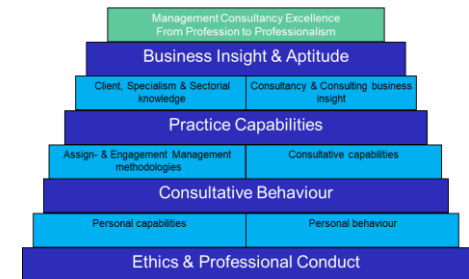 Management Consultancy Excellence
From Profession to Professionalism
Business Insight & Aptitude
Client, Specialism & Sectorial
knowledge
Consultancy & Consulting business
insight
Practice Capabilities
Assign- & Engagement Management
methodologies
Consultative capabilities
Consultative Behaviour
Personal capabilities
Personal behaviour
Ethics & Professional Conduct